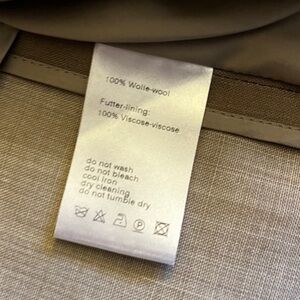 100% Wolle-wool
Futter-lining:
100% Viscose-viscose
do not wash
do not bleach
cool iron
dry cleaning
do not tumble dry
P